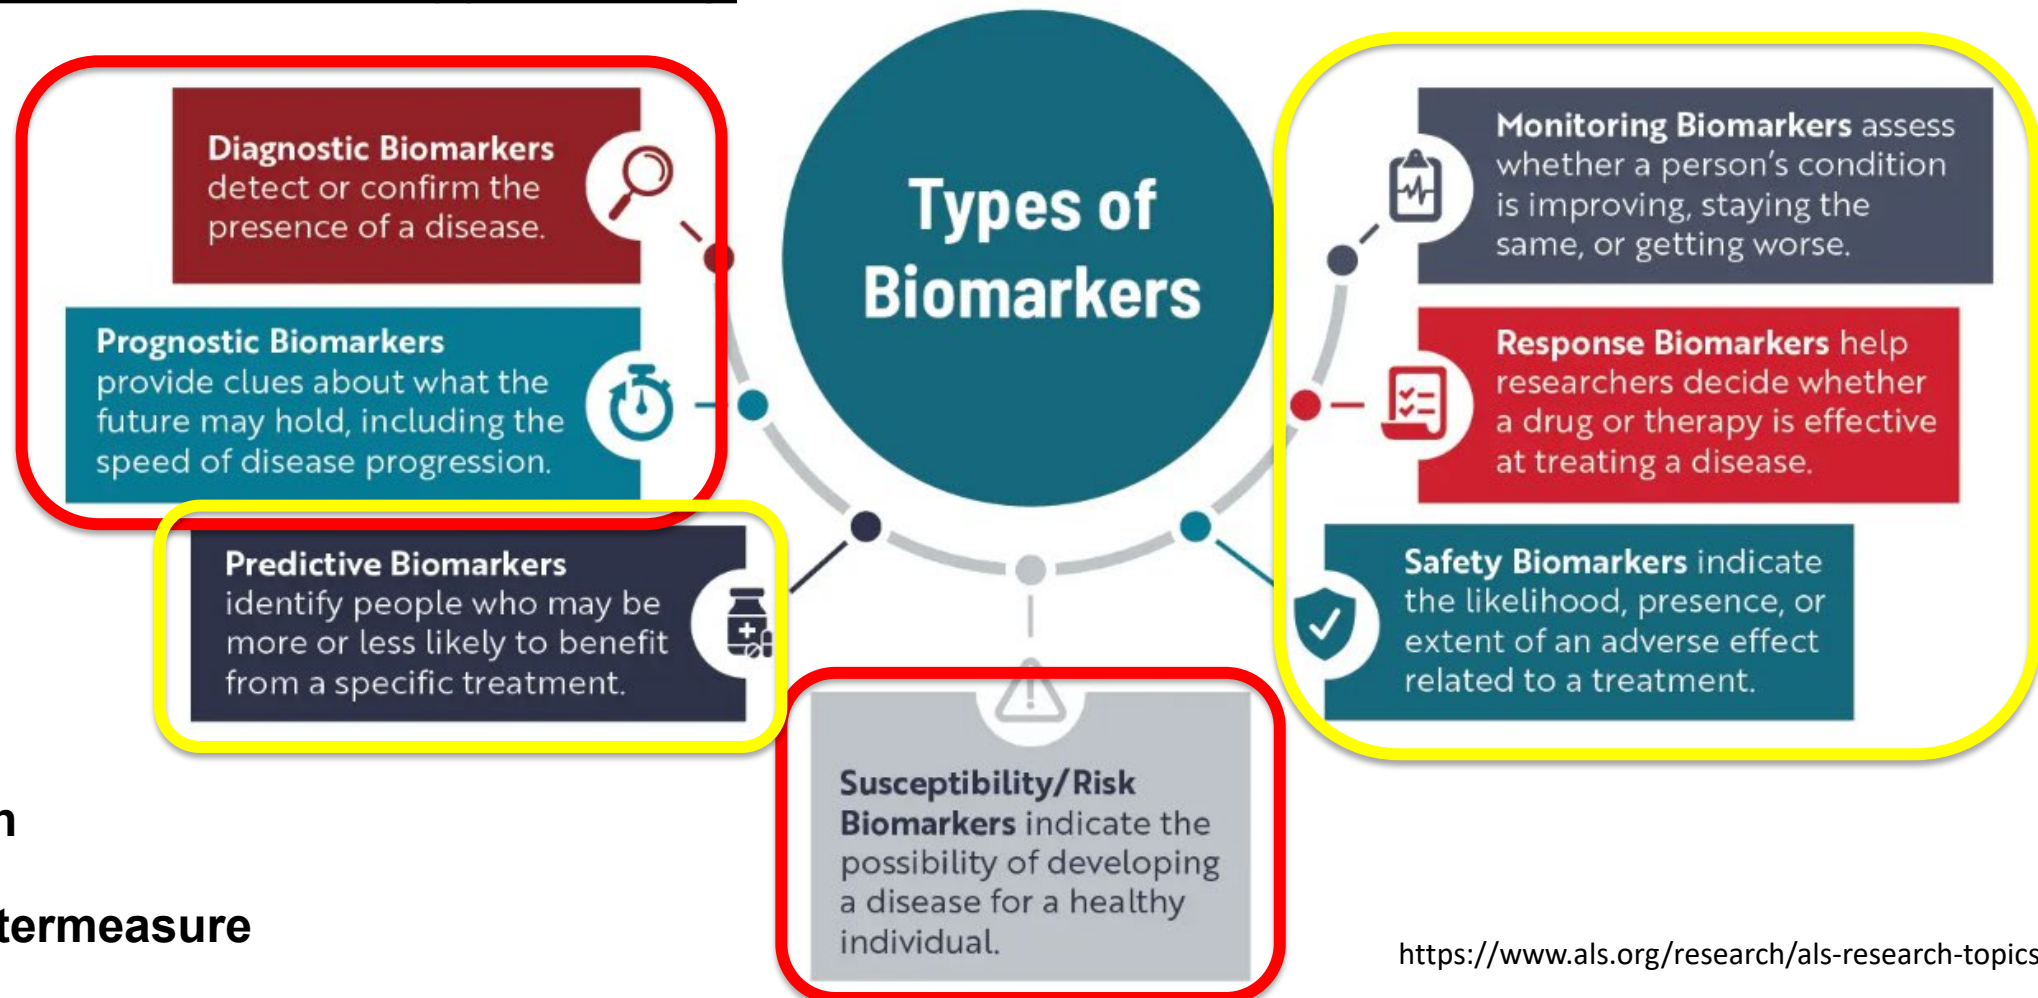 Types of
Biomarkers
Diagnostic Biomarkers
detect or confirm the
presence of a disease.
Prognostic Biomarkers
provide clues about what the
future may hold, including the
speed of disease progression.
Predictive Biomarkers
identify people who may be
more or less likely to benefit
from a specific treatment.
Susceptibility/Risk
Biomarkers indicate the
possibility of developing
a disease for a healthy
individual.
Monitoring Biomarkers assess
whether a person's condition
is improving, staying the
same, or getting worse.
Response Biomarkers help
researchers decide whether
a drug or therapy is effective
at treating a disease.
Safety Biomarkers indicate
the likelihood, presence, or
extent of an adverse effect
related to a treatment.
n
termeasure
https://www.als.org/research/als-research-topics